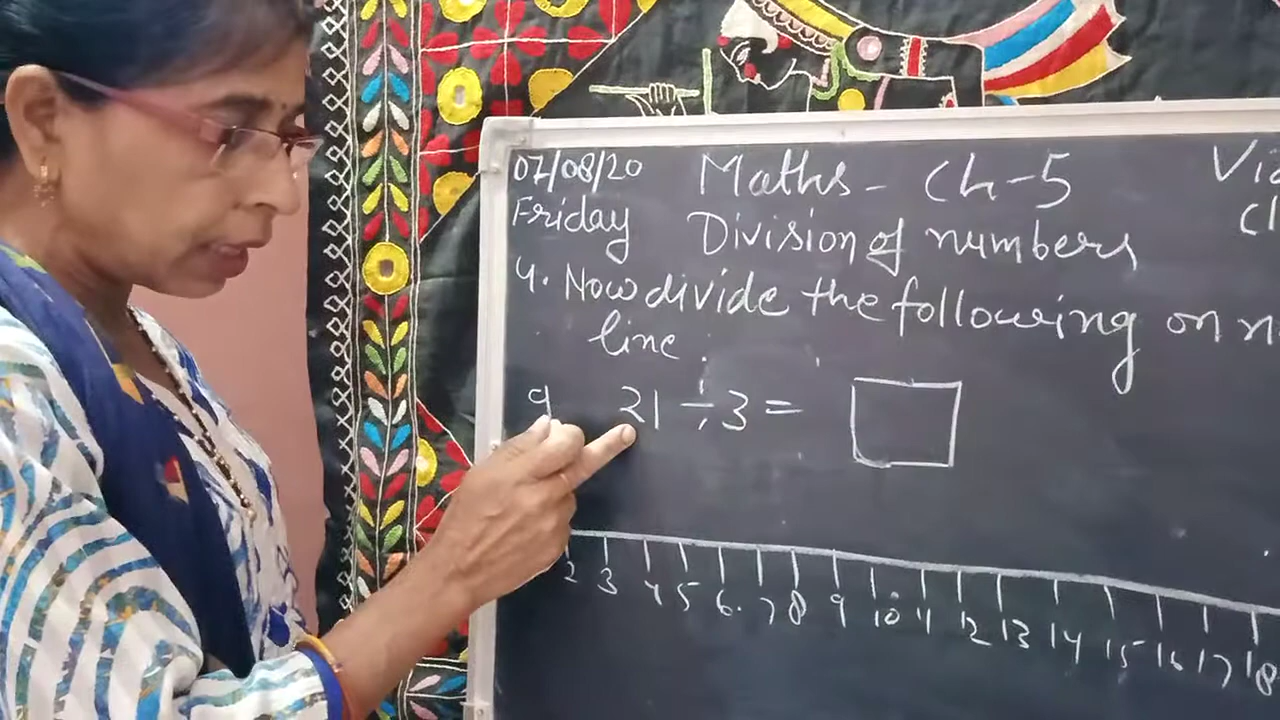 07/08/20 Maths - Ch-5
Friday Division of numbers
4. Now divide the following on
line
21 ÷ 3 =
2 3 4 5 6 7 8 9 10 11 12 13 14 15 16 17 18